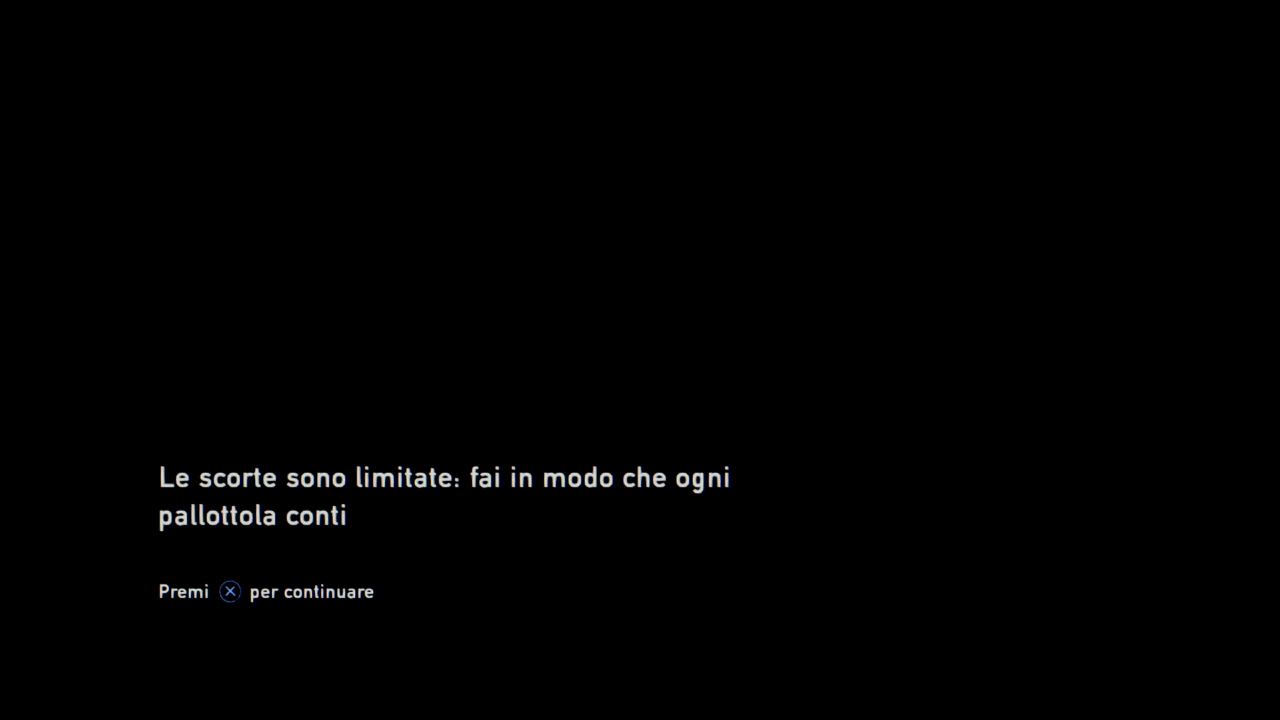 Le scorte sono limitate: fai in modo che ogni
pallottola conti
Premi ⓧ per continuare